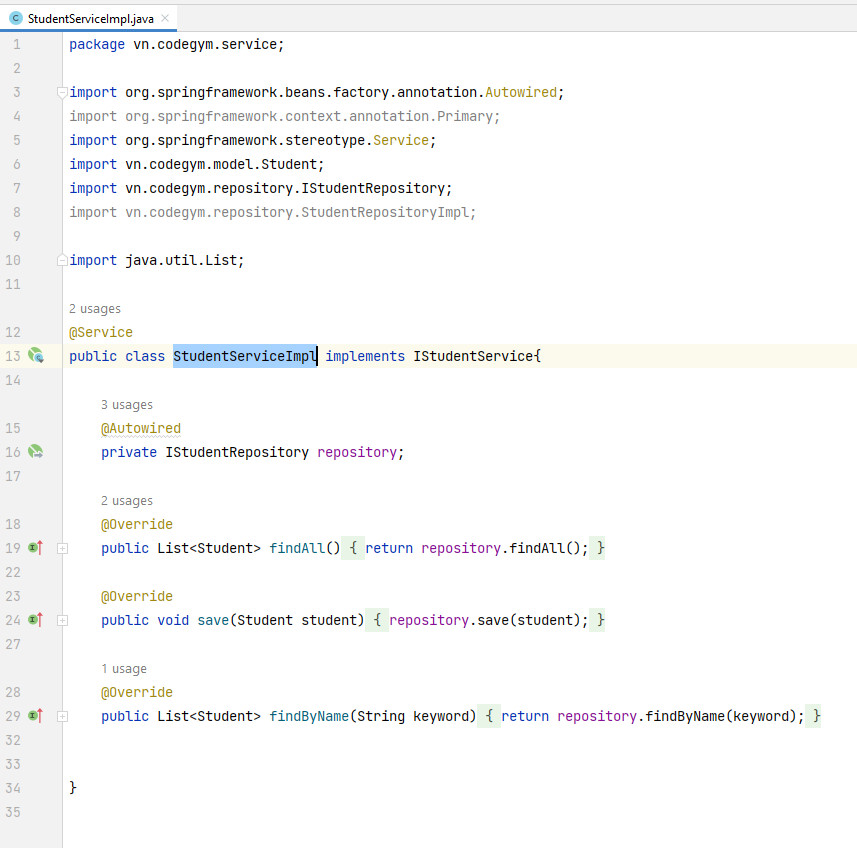 StudentServiceImpl.java
1 package vn.codegym.service;
2
3 import org.springframework.beans.factory.annotation.Autowired;
4 import org.springframework.context.annotation.Primary;
5 import org.springframework.stereotype.Service;
6 import vn.codegym.model.Student;
7 import vn.codegym.repository.IStudentRepository;
8 import vn.codegym.repository.StudentRepositoryImpl;
9
10 import java.util.List;
11
2 usages
12 @Service
13 public class StudentServiceImpl implements IStudentService{
14
3 usages
15 @Autowired
16 private IStudentRepository repository;
17
2 usages
18 @Override
19 public List<Student> findAll() { return repository.findAll(); }
22
23 @Override
24 public void save(Student student) { repository.save(student); }
27
1 usage
28 @Override
29 public List<Student> findByName(String keyword) { return repository.findByName(keyword); }
32
33
34 }
35